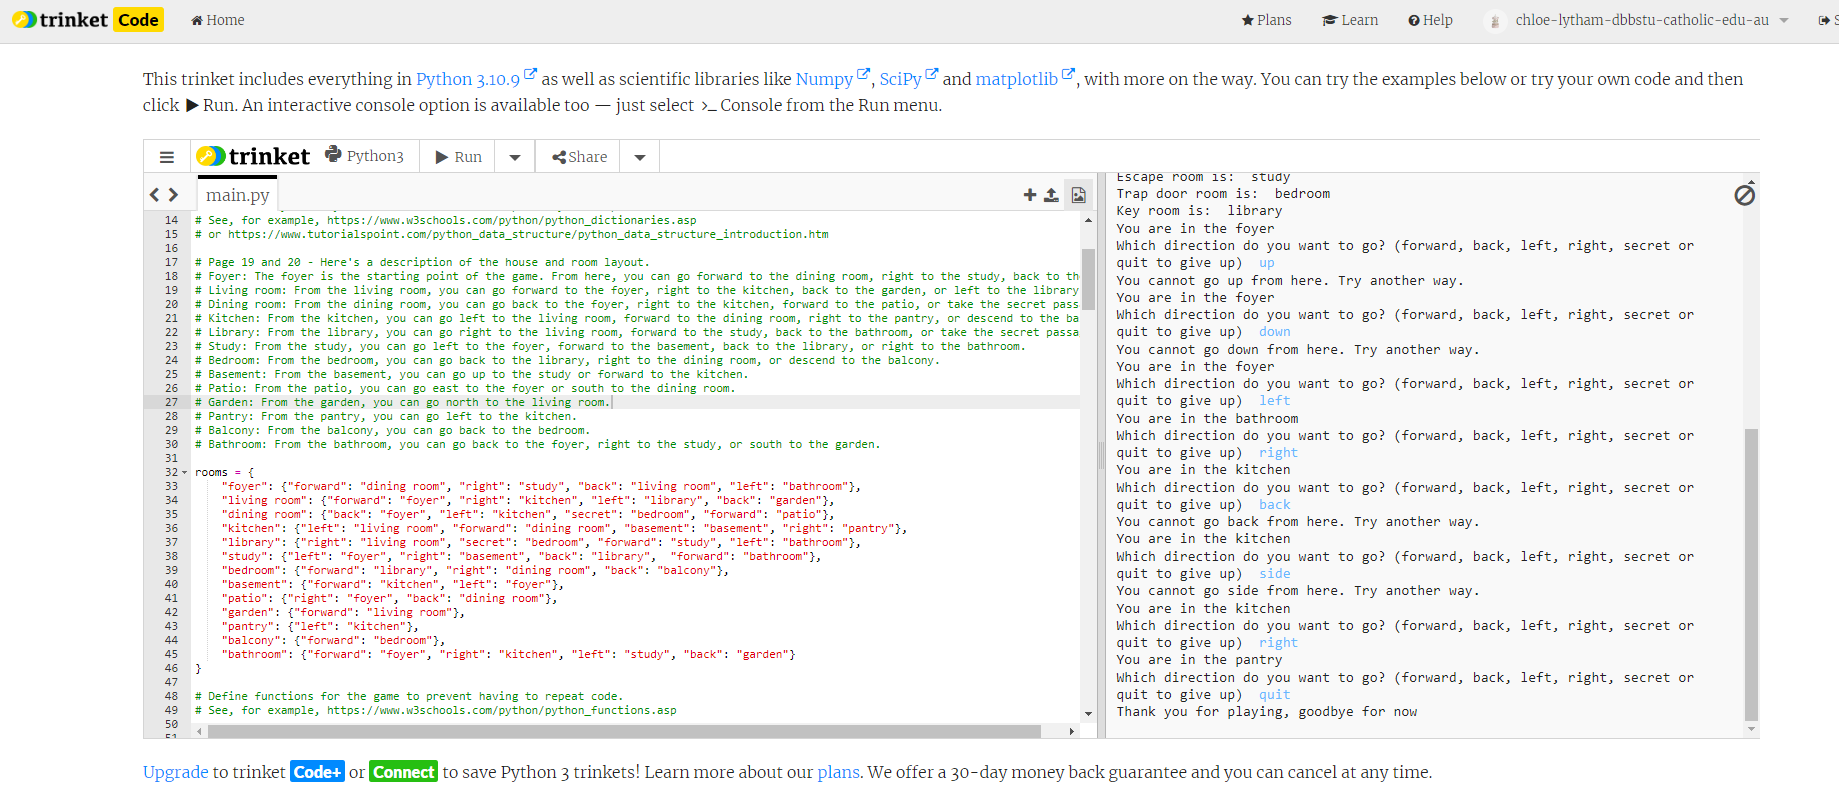 trinket Code Home Plans Learn Help chloe-lytham-dbbstu-catholic-edu-au
This trinket includes everything in Python 3.10.9 as well as scientific libraries like Numpy, SciPy and matplotlib, with more on the way. You can try the examples below or try your own code and then
click Run. An interactive console option is available too — just select >_ Console from the Run menu.
trinket Python3 Run Share
main.py
14 # See, for example, https://www.w3schools.com/python/python_dictionaries.asp
15 # or https://www.tutorialspoint.com/python_data_structure/python_data_structure_introduction.htm
16
17 # Page 19 and 20 - Here's a description of the house and room layout.
18 # Foyer: The foyer is the starting point of the game. From here, you can go forward to the dining room, right to the study, back to th
19 # Living room: From the living room, you can go forward to the foyer, right to the kitchen, back to the garden, or left to the library
20 # Dining room: From the dining room, you can go back to the foyer, right to the kitchen, forward to the patio, or take the secret pass
21 # Kitchen: From the kitchen, you can go left to the living room, forward to the dining room, right to the pantry, or descend to the ba
22 # Library: From the library, you can go right to the living room, forward to the study, back to the bathroom, or take the secret passa
23 # Study: From the study, you can go left to the foyer, forward to the basement, back to the library, or right to the bathroom.
24 # Bedroom: From the bedroom, you can go back to the library, right to the dining room, or descend to the balcony.
25 # Basement: From the basement, you can go up to the study or forward to the kitchen.
26 # Patio: From the patio, you can go east to the foyer or south to the dining room.
27 # Garden: From the garden, you can go north to the living room.
28 # Pantry: From the pantry, you can go left to the kitchen.
29 # Balcony: From the balcony, you can go back to the bedroom.
30 # Bathroom: From the bathroom, you can go back to the foyer, right to the study, or south to the garden.
31
32 rooms = {
33 "foyer": {"forward": "dining room", "right": "study", "back": "living room", "left": "bathroom"},
34 "living room": {"forward": "foyer", "right": "kitchen", "left": "library", "back": "garden"},
35 "dining room": {"back": "foyer", "left": "kitchen", "secret": "bedroom", "forward": "patio"},
36 "kitchen": {"left": "living room", "forward": "dining room", "basement": "basement", "right": "pantry"},
37 "library": {"right": "living room", "secret": "bedroom", "forward": "study", "left": "bathroom"},
38 "study": {"left": "foyer", "right": "basement", "back": "library", "forward": "bathroom"},
39 "bedroom": {"forward": "library", "right": "dining room", "back": "balcony"},
40 "basement": {"forward": "kitchen", "left": "foyer"},
41 "patio": {"right": "foyer", "back": "dining room"},
42 "garden": {"forward": "living room"},
43 "pantry": {"left": "kitchen"},
44 "balcony": {"forward": "bedroom"},
45 "bathroom": {"forward": "foyer", "right": "kitchen", "left": "study", "back": "garden"}
46 }
47
48 # Define functions for the game to prevent having to repeat code.
49 # See, for example, https://www.w3schools.com/python/python_functions.asp
50
51
Escape room is: study
Trap door room is: bedroom
Key room is: library
You are in the foyer
Which direction do you want to go? (forward, back, left, right, secret or
quit to give up) up
You cannot go up from here. Try another way.
You are in the foyer
Which direction do you want to go? (forward, back, left, right, secret or
quit to give up) down
You cannot go down from here. Try another way.
You are in the foyer
Which direction do you want to go? (forward, back, left, right, secret or
quit to give up) left
You are in the bathroom
Which direction do you want to go? (forward, back, left, right, secret or
quit to give up) right
You are in the kitchen
Which direction do you want to go? (forward, back, left, right, secret or
quit to give up) back
You cannot go back from here. Try another way.
You are in the kitchen
Which direction do you want to go? (forward, back, left, right, secret or
quit to give up) side
You cannot go side from here. Try another way.
You are in the kitchen
Which direction do you want to go? (forward, back, left, right, secret or
quit to give up) right
You are in the pantry
Which direction do you want to go? (forward, back, left, right, secret or
quit to give up) quit
Thank you for playing, goodbye for now
Upgrade to trinket Code+ or Connect to save Python 3 trinkets! Learn more about our plans. We offer a 30-day money back guarantee and you can cancel at any time.